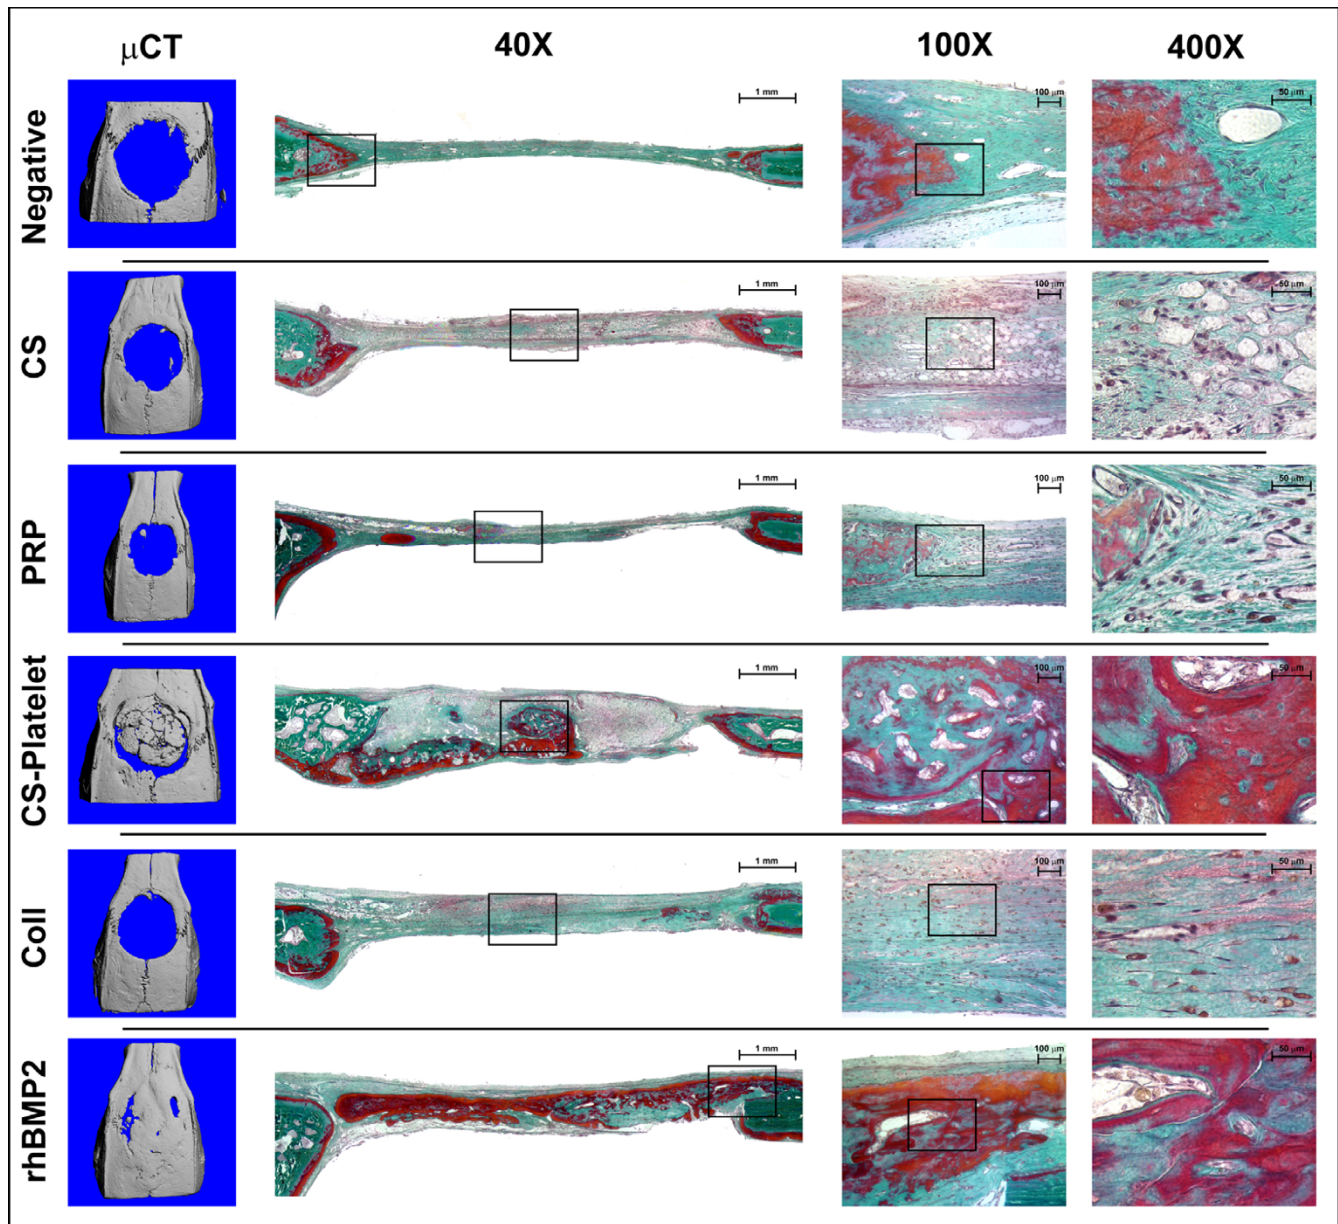 μCT 40X 100X 400X
Negative 1 mm 100 μm 50 μm
CS 1 mm 100 μm 50 μm
PRP 1 mm 100 μm 50 μm
CS-Platelet 1 mm 100 μm 50 μm
Coll 1 mm 100 μm 50 μm
rhBMP2 1 mm 100 μm 50 μm